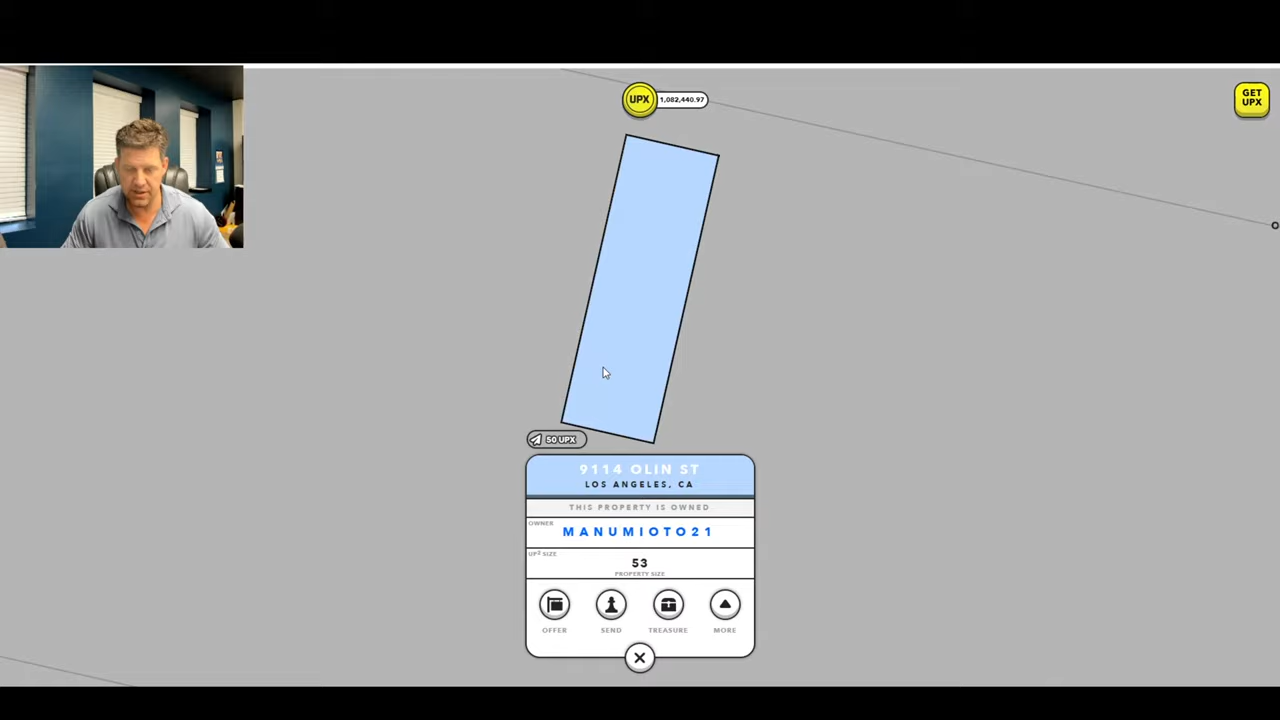 UPX 1,082,440.97
GET
UPX
50 UPX
9114 OLIN ST
LOS ANGELES, CA
THIS PROPERTY IS OWNED
OWNER
MANUMIOTO21
UP² SIZE
53
PROPERTY SIZE
OFFER SEND TREASURE MORE